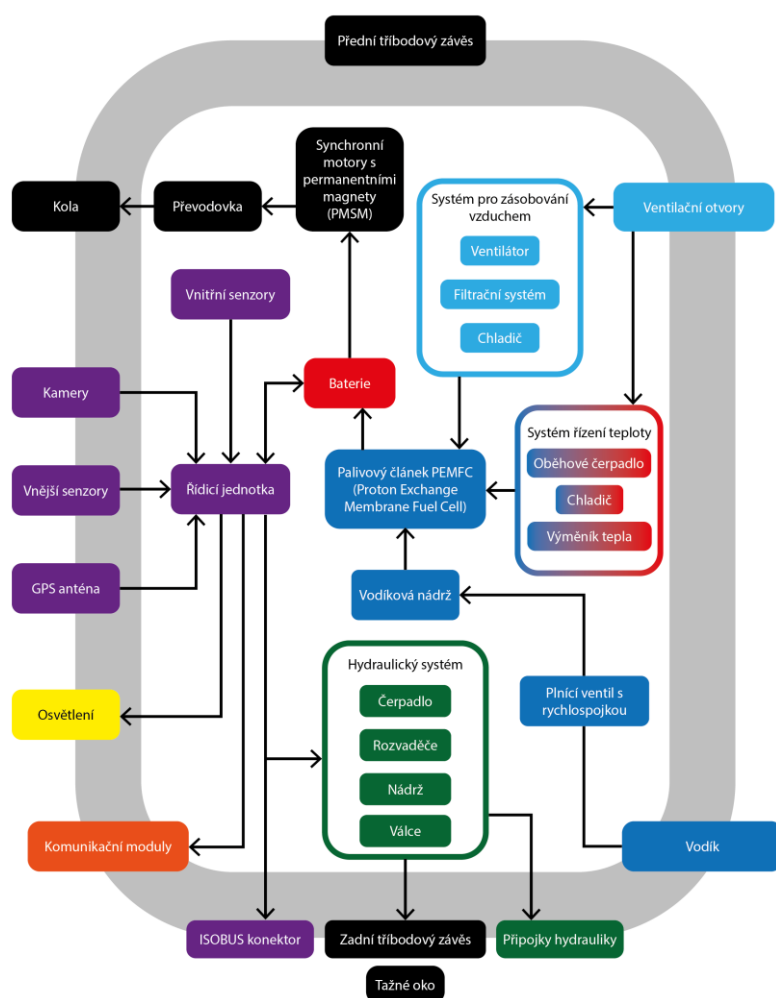 Přední tříbodový závěs
Synchronní
motory s
permanentními
magnety
(PMSM)
Kola
Převodovka
Systém pro zásobování
vzduchem
Ventilátor
Filtrační systém
Chladič
Ventilační otvory
Vnitřní senzory
Kamery
Baterie
Systém řízení teploty
Oběhové čerpadlo
Chladič
Výměník tepla
Vnější senzory
Řídicí jednotka
Palivový článek PEMFC
(Proton Exchange
Membrane Fuel Cell)
GPS anténa
Vodíková nádrž
Hydraulický systém
Čerpadlo
Rozvaděče
Nádrž
Válce
Plnící ventil s
rychlospojkou
Osvětlení
Komunikační moduly
Vodík
ISOBUS konektor
Zadní tříbodový závěs
Přípojky hydrauliky
Tažné oko